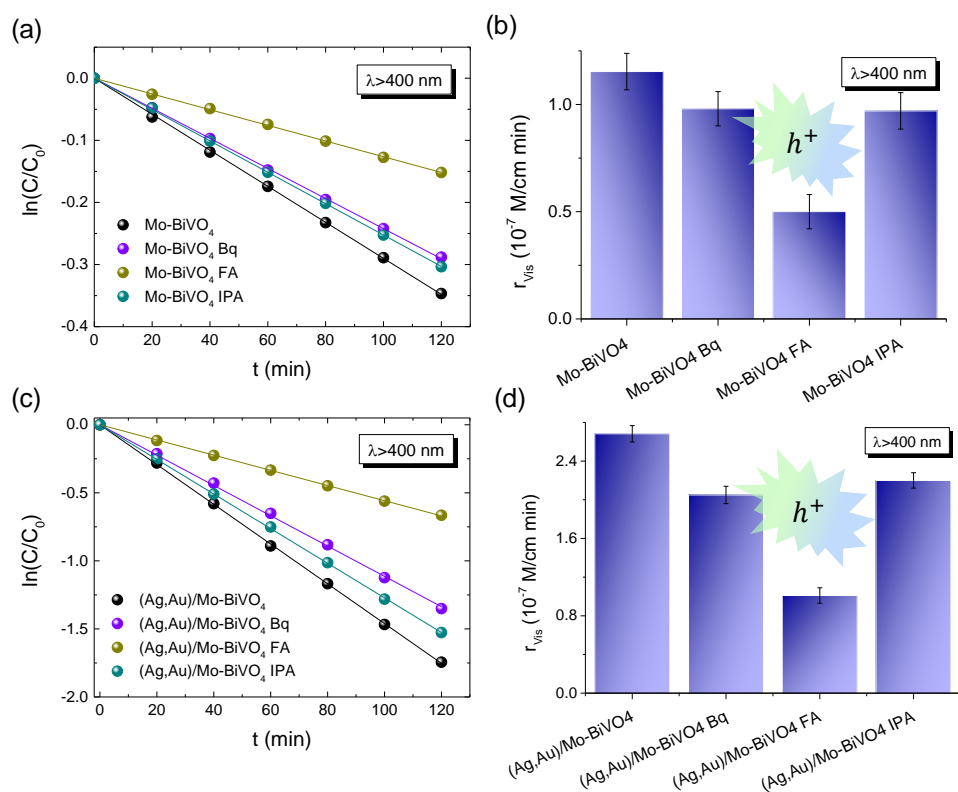 (a)
λ>400 nm
0.0
-0.1
-0.2
-0.3
-0.4
ln(C/C₀)
Mo-BiVO₄
Mo-BiVO₄ Bq
Mo-BiVO₄ FA
Mo-BiVO₄ IPA
0 20 40 60 80 100 120
t (min)
(b)
λ>400 nm
1.0
0.5
0.0
r_Vis (10⁻⁷ M/cm min)
h⁺
Mo-BiVO4
Mo-BiVO4 Bq
Mo-BiVO4 FA
Mo-BiVO4 IPA
(c)
λ>400 nm
0.0
-0.5
-1.0
-1.5
-2.0
ln(C/C₀)
(Ag,Au)/Mo-BiVO₄
(Ag,Au)/Mo-BiVO₄ Bq
(Ag,Au)/Mo-BiVO₄ FA
(Ag,Au)/Mo-BiVO₄ IPA
0 20 40 60 80 100 120
t (min)
(d)
λ>400 nm
2.4
1.6
0.8
0.0
r_Vis (10⁻⁷ M/cm min)
h⁺
(Ag,Au)/Mo-BiVO4
(Ag,Au)/Mo-BiVO4 Bq
(Ag,Au)/Mo-BiVO4 FA
(Ag,Au)/Mo-BiVO4 IPA